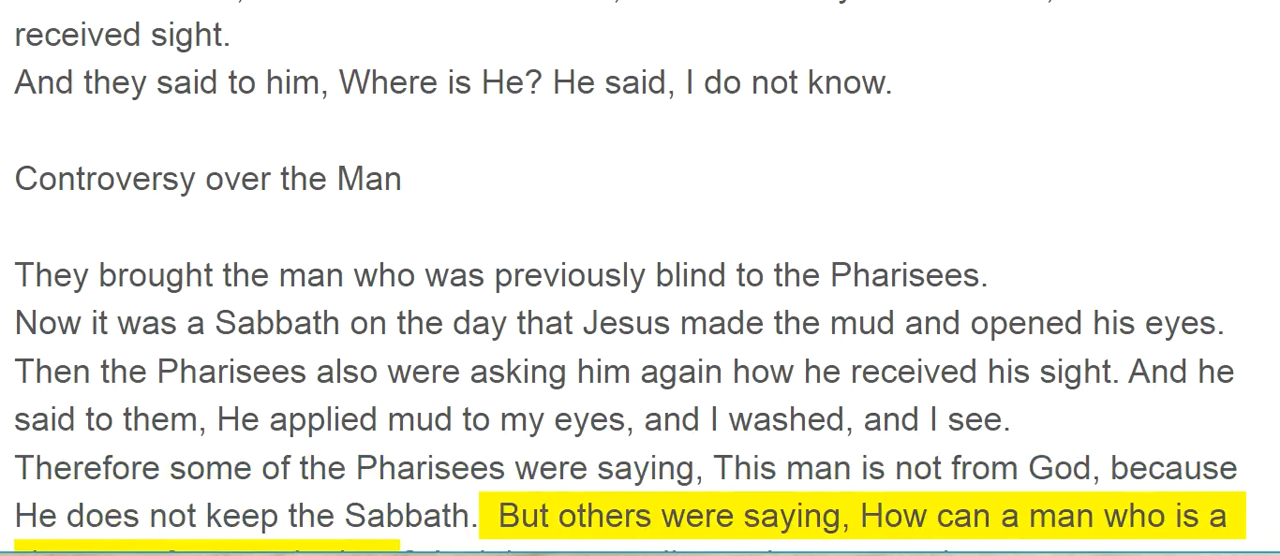 received sight.
And they said to him, Where is He? He said, I do not know.
Controversy over the Man
They brought the man who was previously blind to the Pharisees.
Now it was a Sabbath on the day that Jesus made the mud and opened his eyes.
Then the Pharisees also were asking him again how he received his sight. And he
said to them, He applied mud to my eyes, and I washed, and I see.
Therefore some of the Pharisees were saying, This man is not from God, because
He does not keep the Sabbath. But others were saying, How can a man who is a